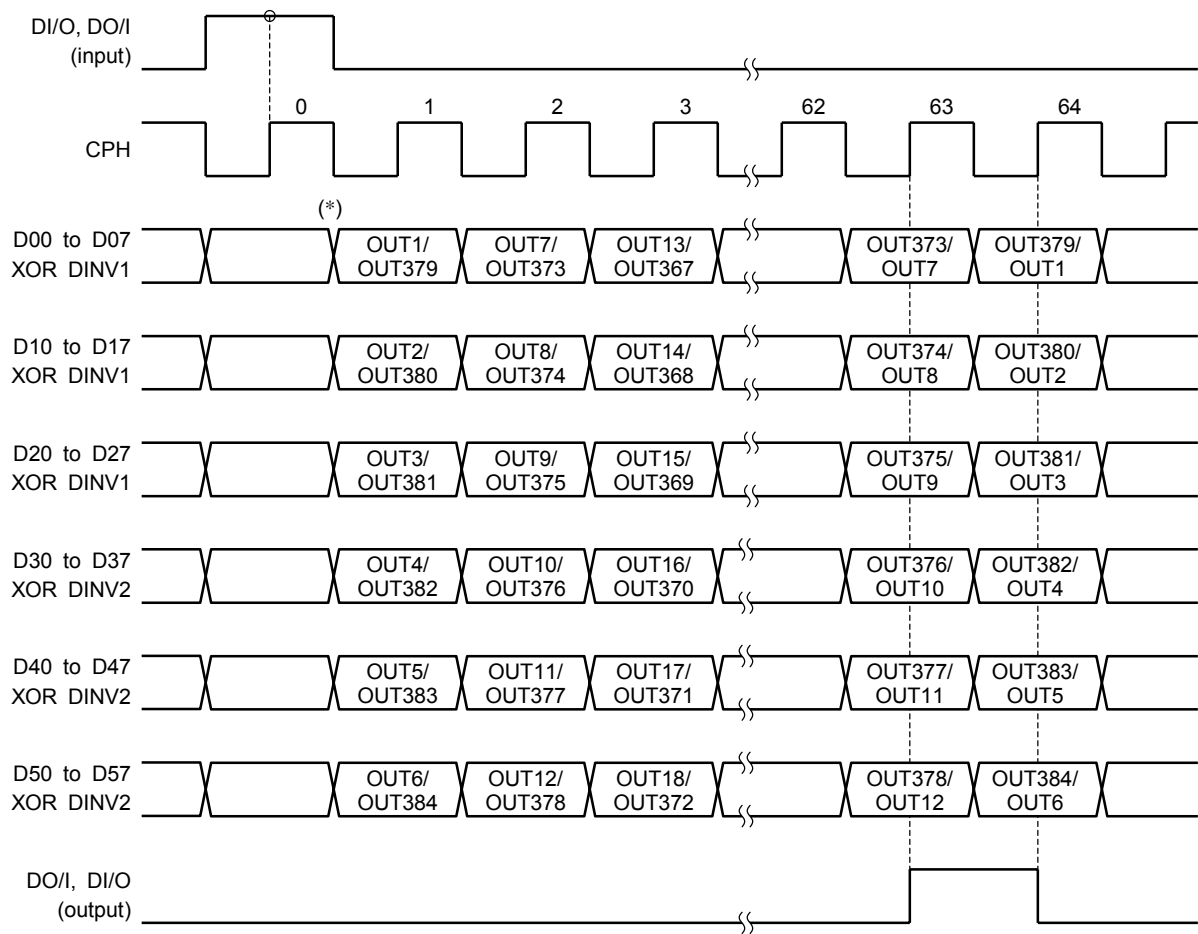 DI/O, DO/I
(input)
0 1 2 3 62 63 64
CPH
(*)
D00 to D07
XOR DINV1
OUT1/ OUT7/ OUT13/ OUT373/ OUT379/
OUT379 OUT373 OUT367 OUT7 OUT1
D10 to D17
XOR DINV1
OUT2/ OUT8/ OUT14/ OUT374/ OUT380/
OUT380 OUT374 OUT368 OUT8 OUT2
D20 to D27
XOR DINV1
OUT3/ OUT9/ OUT15/ OUT375/ OUT381/
OUT381 OUT375 OUT369 OUT9 OUT3
D30 to D37
XOR DINV2
OUT4/ OUT10/ OUT16/ OUT376/ OUT382/
OUT382 OUT376 OUT370 OUT10 OUT4
D40 to D47
XOR DINV2
OUT5/ OUT11/ OUT17/ OUT377/ OUT383/
OUT383 OUT377 OUT371 OUT11 OUT5
D50 to D57
XOR DINV2
OUT6/ OUT12/ OUT18/ OUT378/ OUT384/
OUT384 OUT378 OUT372 OUT12 OUT6
DO/I, DI/O
(output)